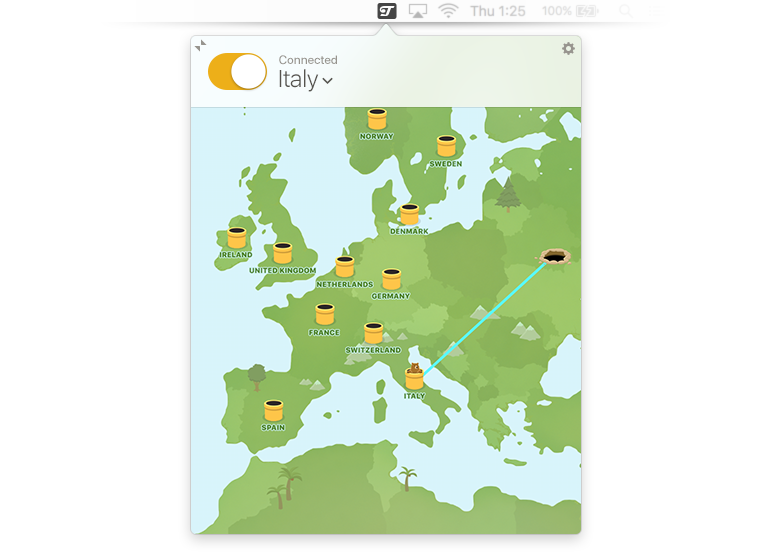 Thu 1:25
100%
Connected
Italy
NORWAY
SWEDEN
DENMARK
IRELAND
UNITED KINGDOM
NETHERLANDS
GERMANY
FRANCE
SWITZERLAND
ITALY
SPAIN